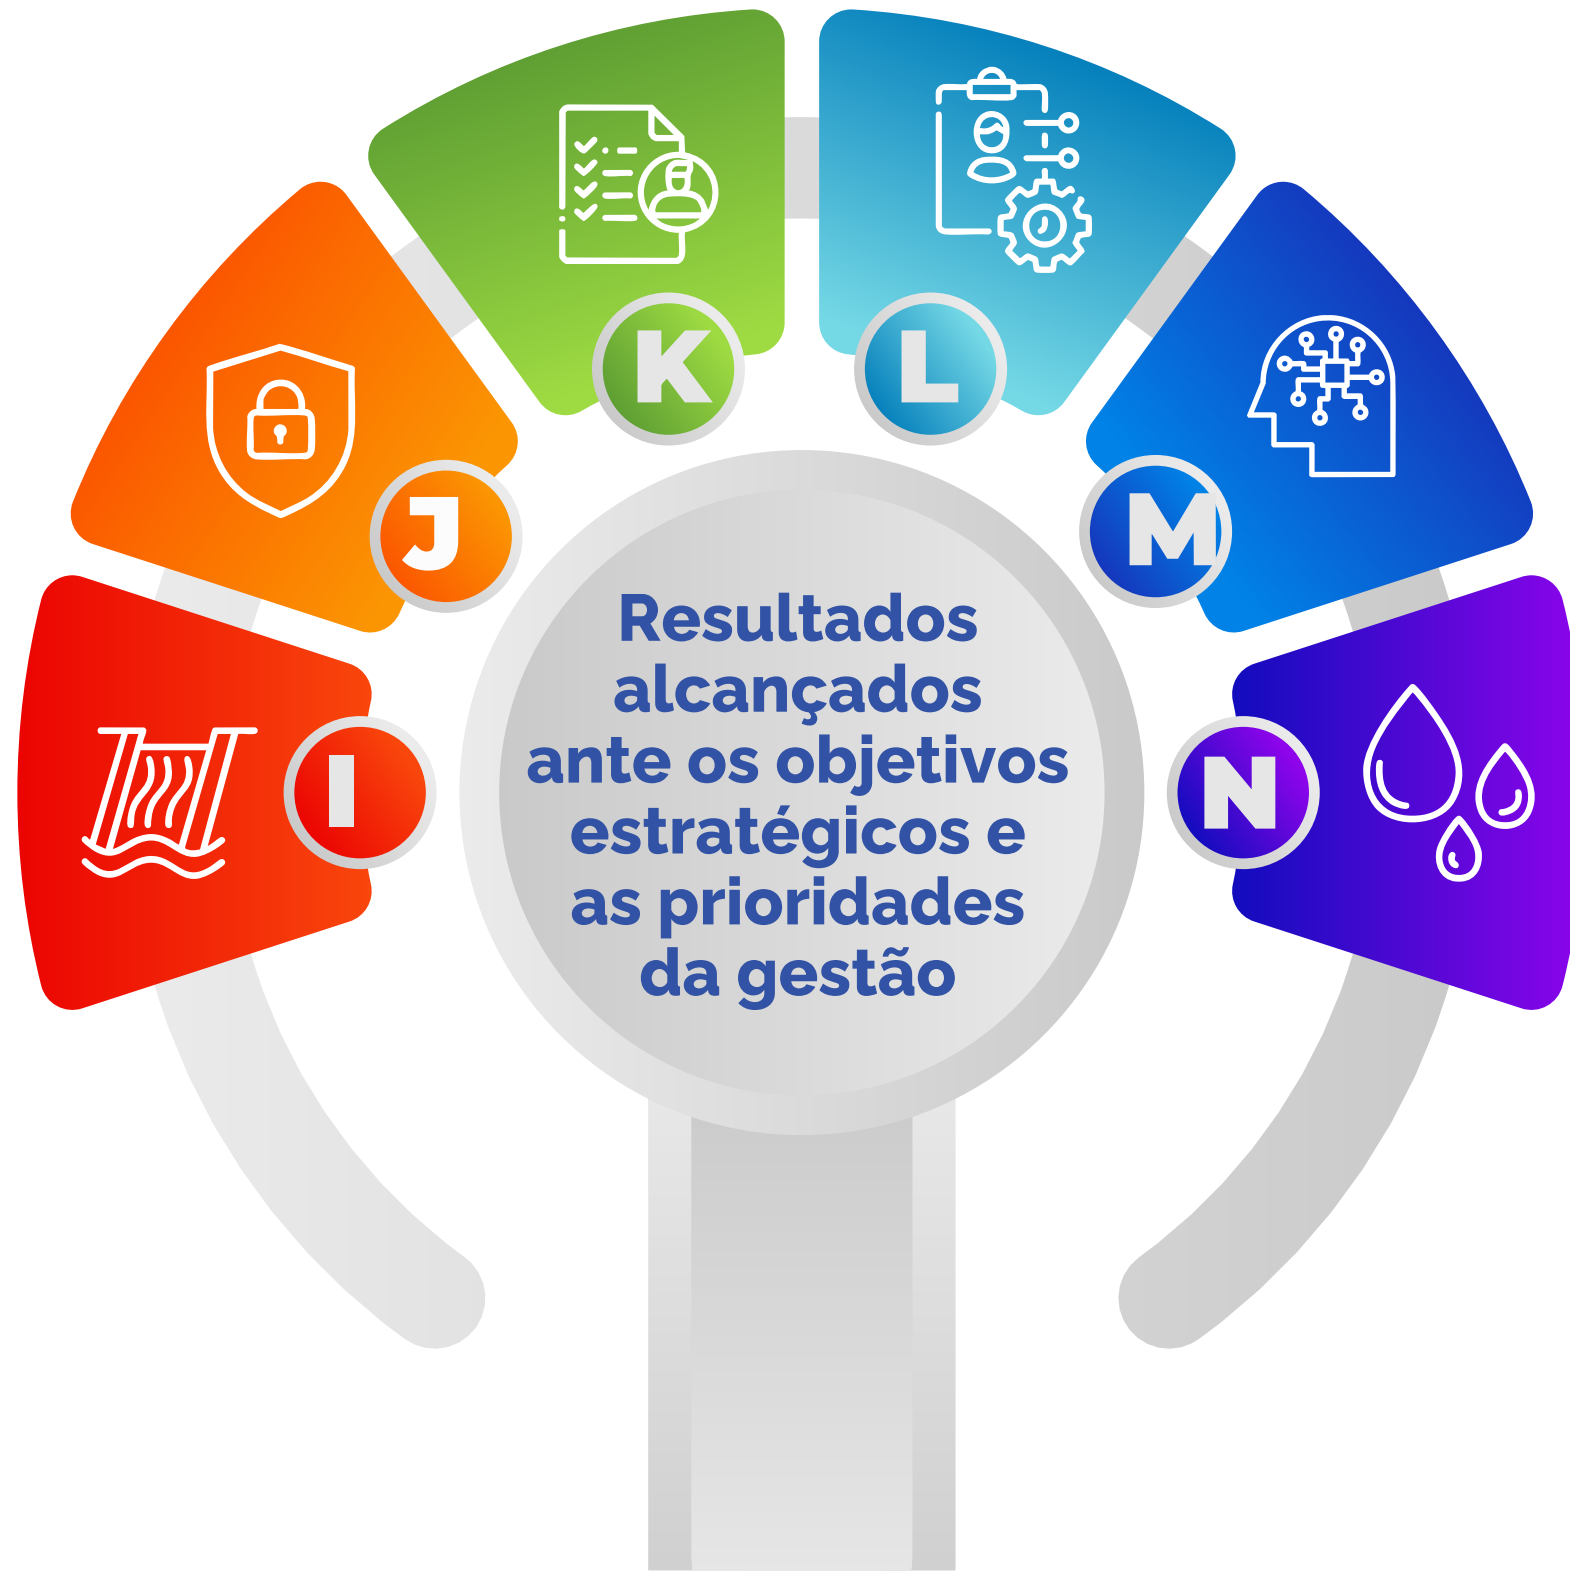 K
L
J
M
I
N
Resultados
alcançados
ante os objetivos
estratégicos e
as prioridades
da gestão